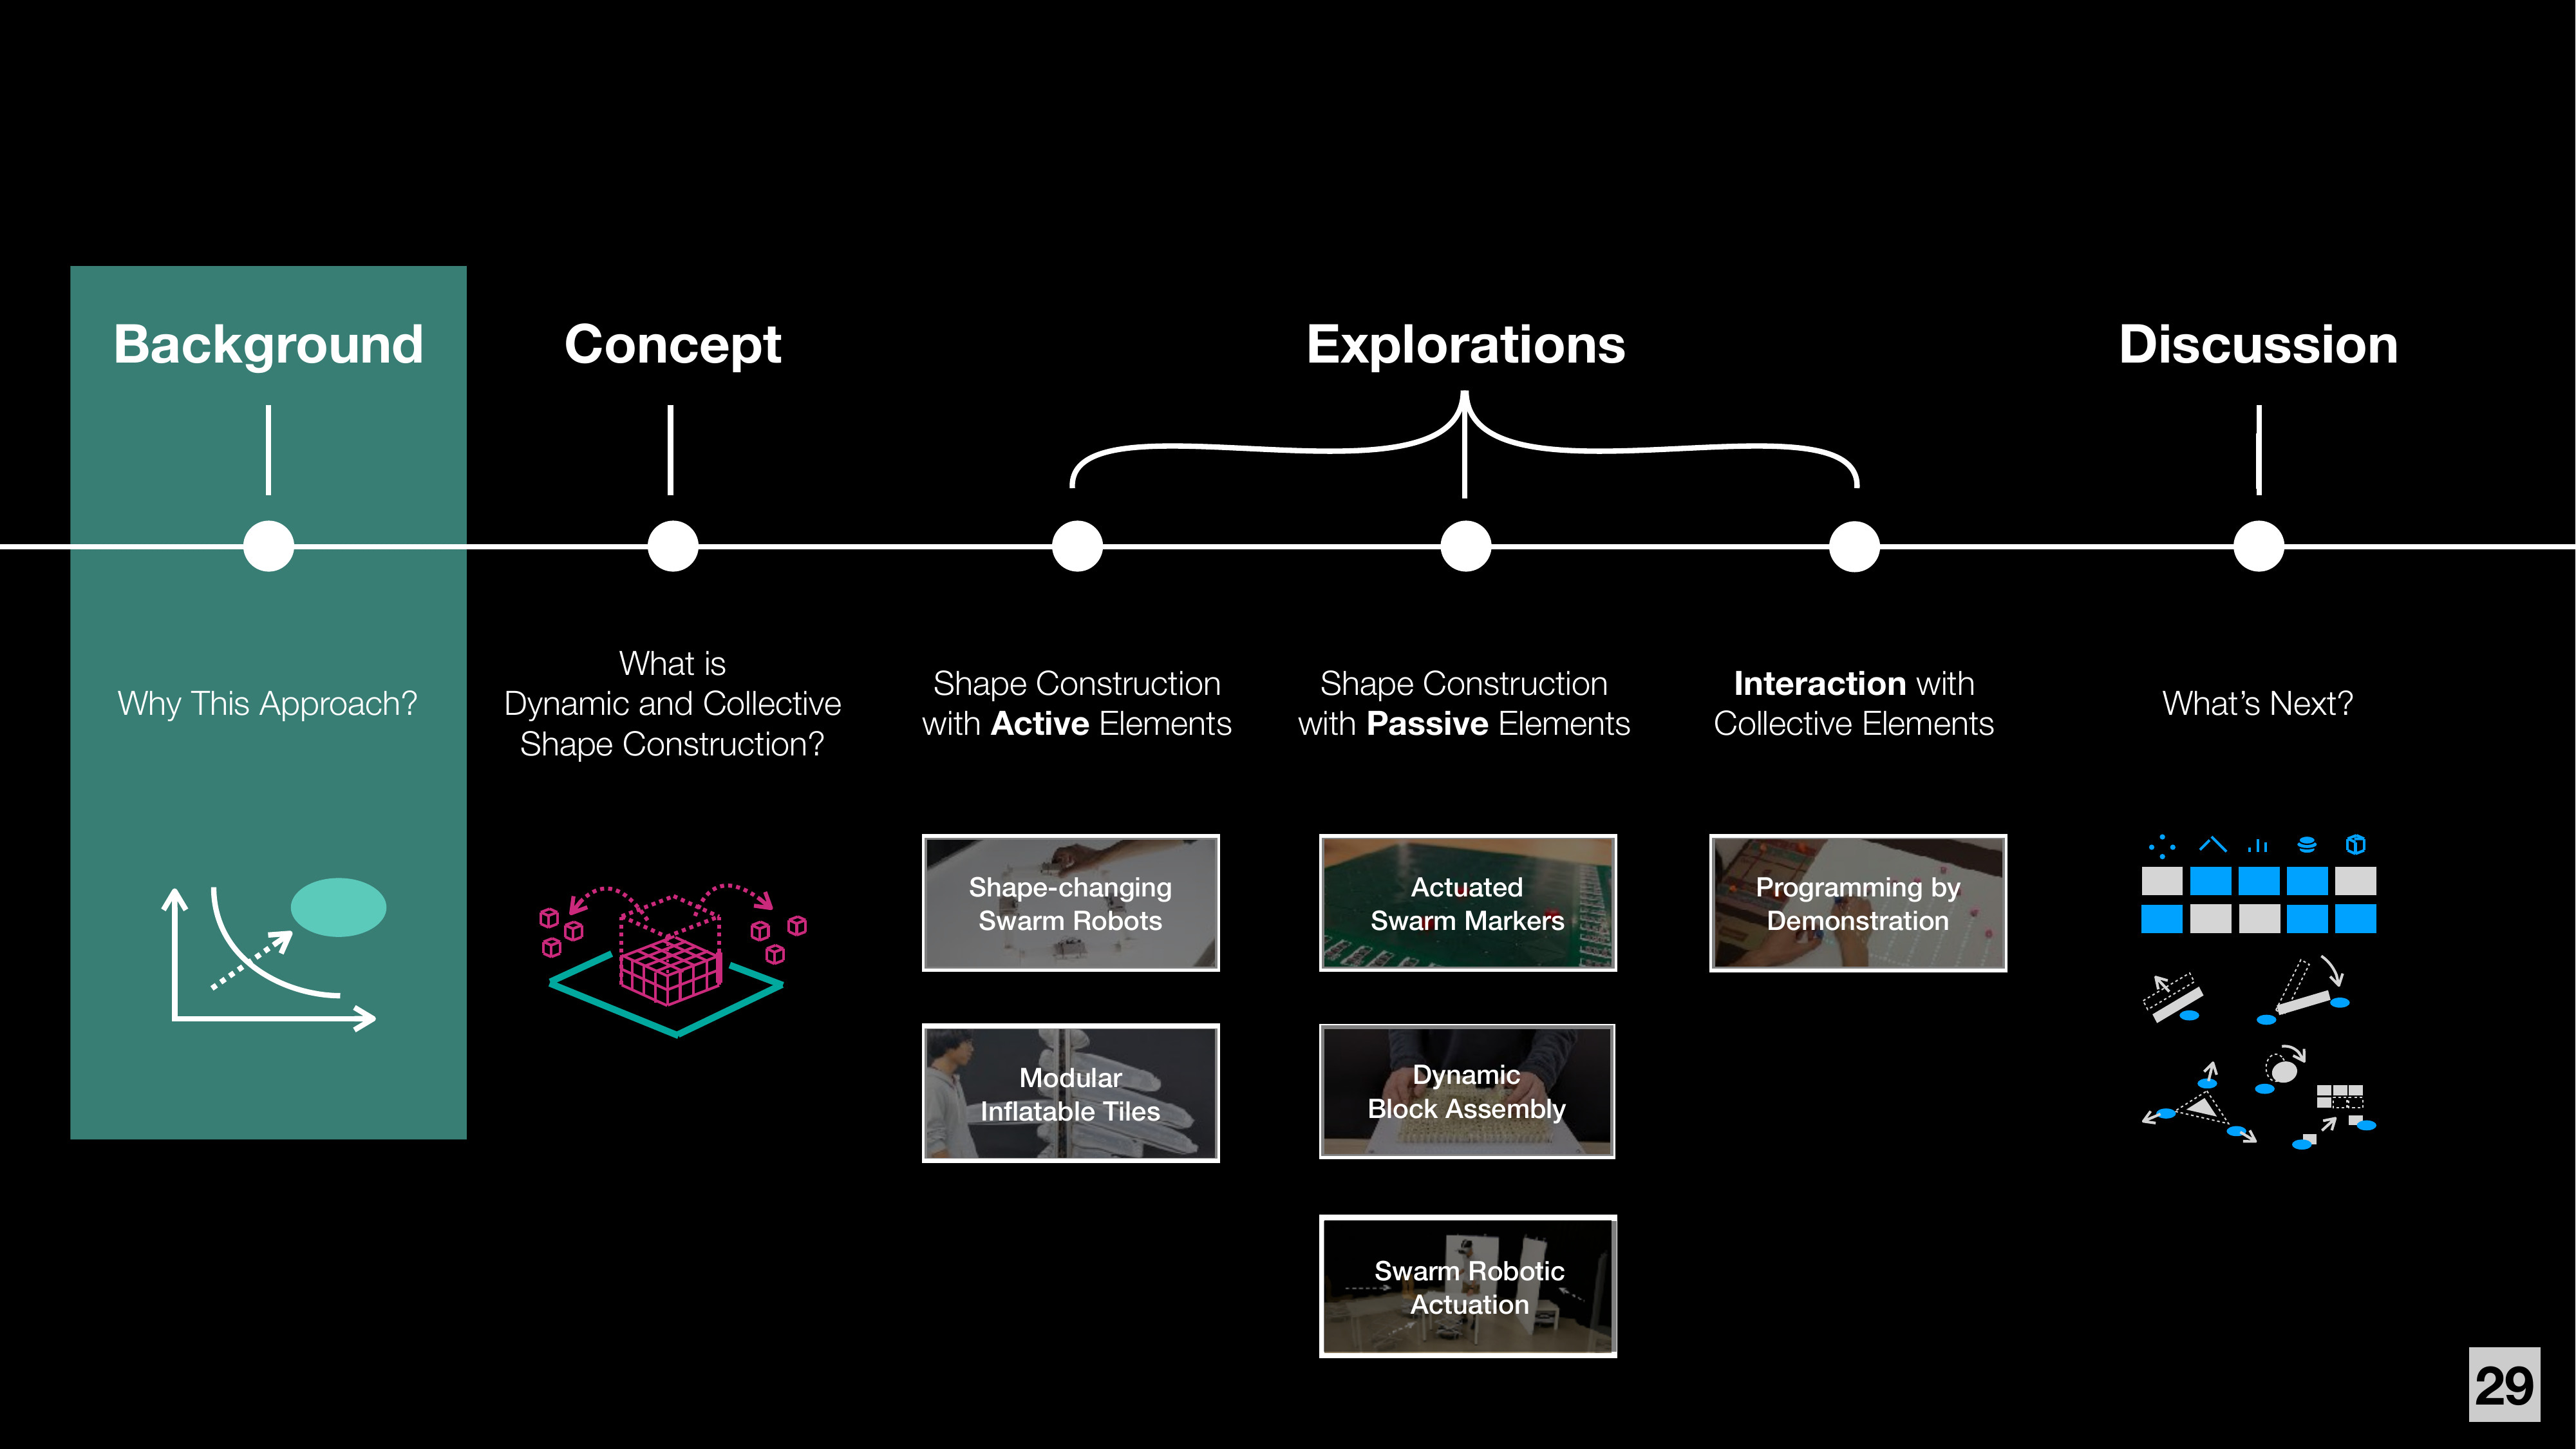 Background
Concept
Explorations
Discussion
Why This Approach?
What is
Dynamic and Collective
Shape Construction?
Shape Construction
with Active Elements
Shape Construction
with Passive Elements
Interaction with
Collective Elements
What's Next?
Shape-changing
Swarm Robots
Modular
Inflatable Tiles
Actuated
Swarm Markers
Dynamic
Block Assembly
Swarm Robotic
Actuation
Programming by
Demonstration
29